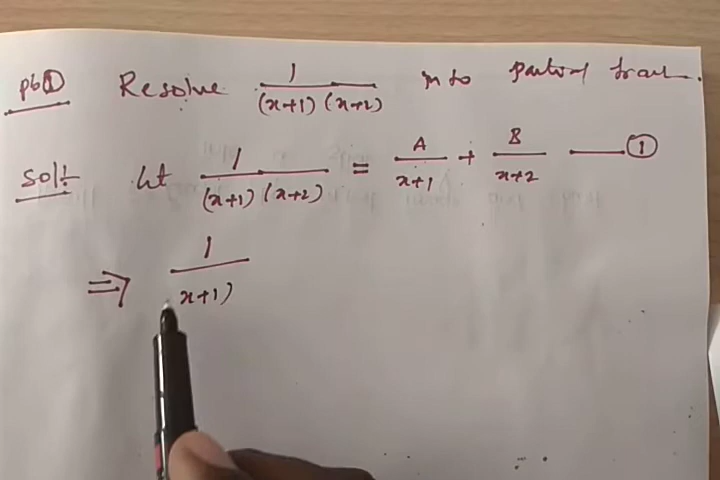 pb① Resolve 1/(x+1)(x+2) into partial fract.
Sol:- Let 1/(x+1)(x+2) = A/x+1 + B/x+2 —— ①
⇒ 1/x+1)